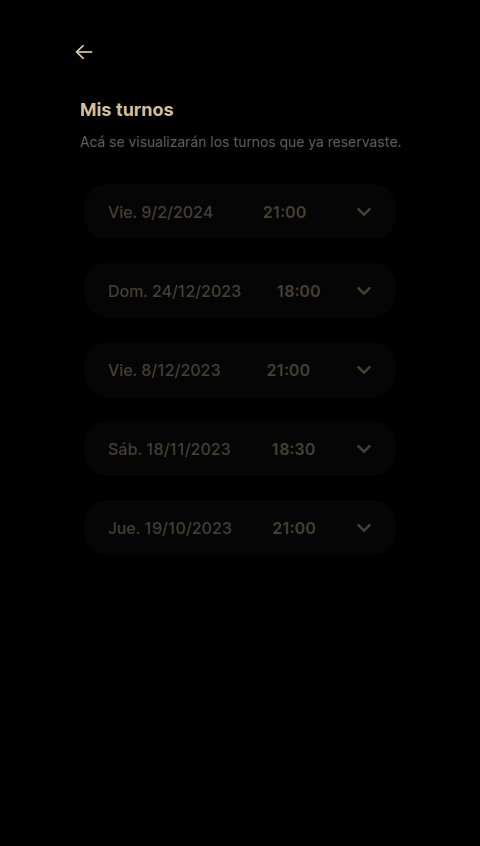 Mis turnos
Acá se visualizarán los turnos que ya reservaste.
Vie. 9/2/2024 21:00
Dom. 24/12/2023 18:00
Vie. 8/12/2023 21:00
Sáb. 18/11/2023 18:30
Jue. 19/10/2023 21:00